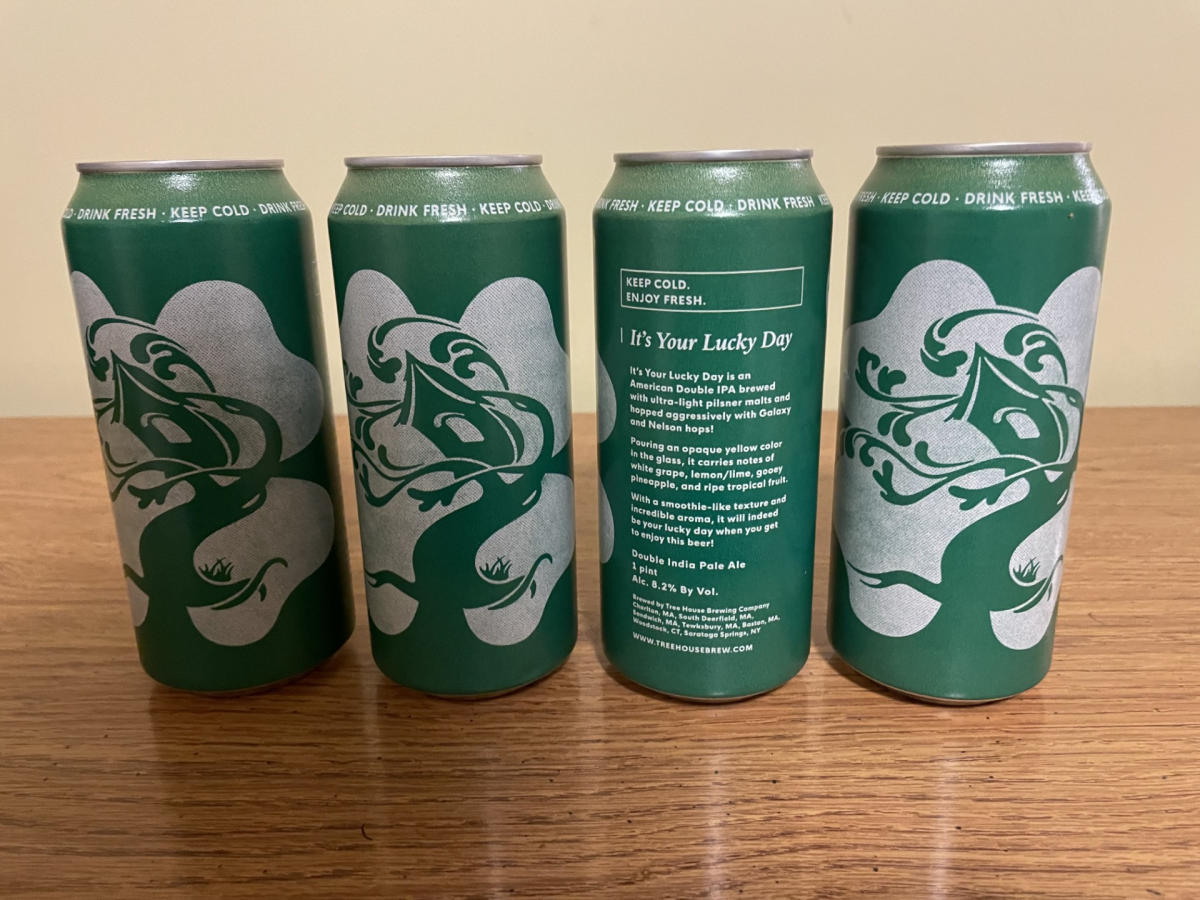 DRINK FRESH · KEEP COLD · DRINK
KEEP COLD · DRINK FRESH · KEEP COLD ·
FRESH · KEEP COLD · DRINK FRESH
KEEP COLD · DRINK FRESH ·
KEEP COLD.
ENJOY FRESH.
It's Your Lucky Day
It's Your Lucky Day is an
American Double IPA brewed
with ultra-light pilsner malts and
hopped aggressively with Galaxy
and Nelson hops!
Pouring an opaque yellow color
in the glass, it carries notes of
white grape, lemon/lime, gooey
pineapple, and ripe tropical fruit.
With a smoothie-like texture and
incredible aroma, it will indeed
be your lucky day when you get
to enjoy this beer!
Double India Pale Ale
1 pint
Alc. 8.2% By Vol.
Brewed by Tree House Brewing Company
Charlton, MA, South Deerfield, MA,
Sandwich, MA, Tewksbury, MA, Boston, MA,
Woodstock, CT, Saratoga Springs, NY
WWW.TREEHOUSEBREW.COM